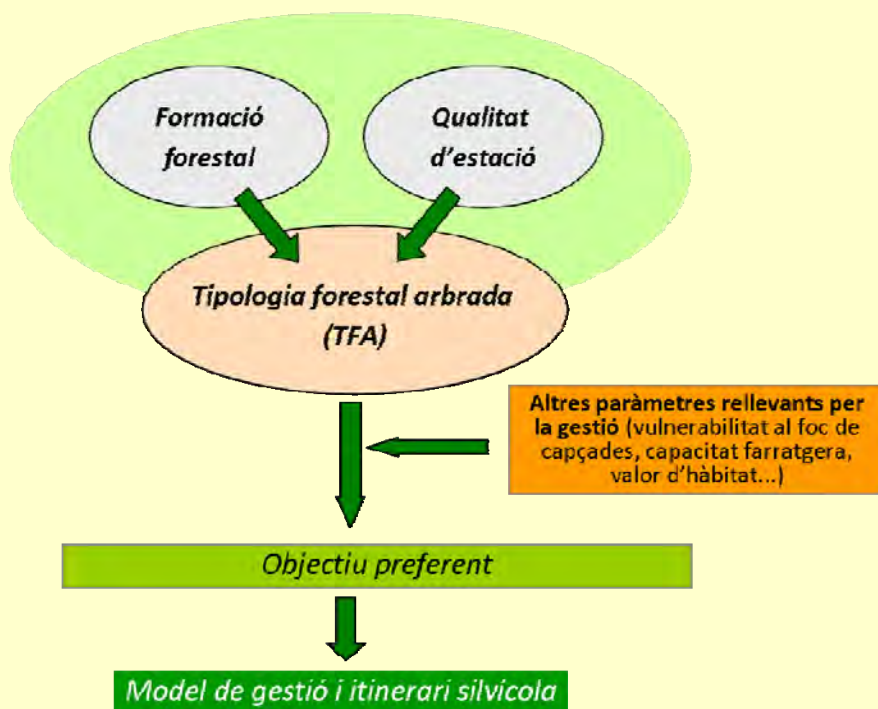 Formació
forestal
Qualitat
d'estació
Tipologia forestal arbrada
(TFA)
Altres paràmetres rellevants per
la gestió (vulnerabilitat al foc de
capçades, capacitat farratgera,
valor d'hàbitat...)
Objectiu preferent
Model de gestió i itinerari silvícola